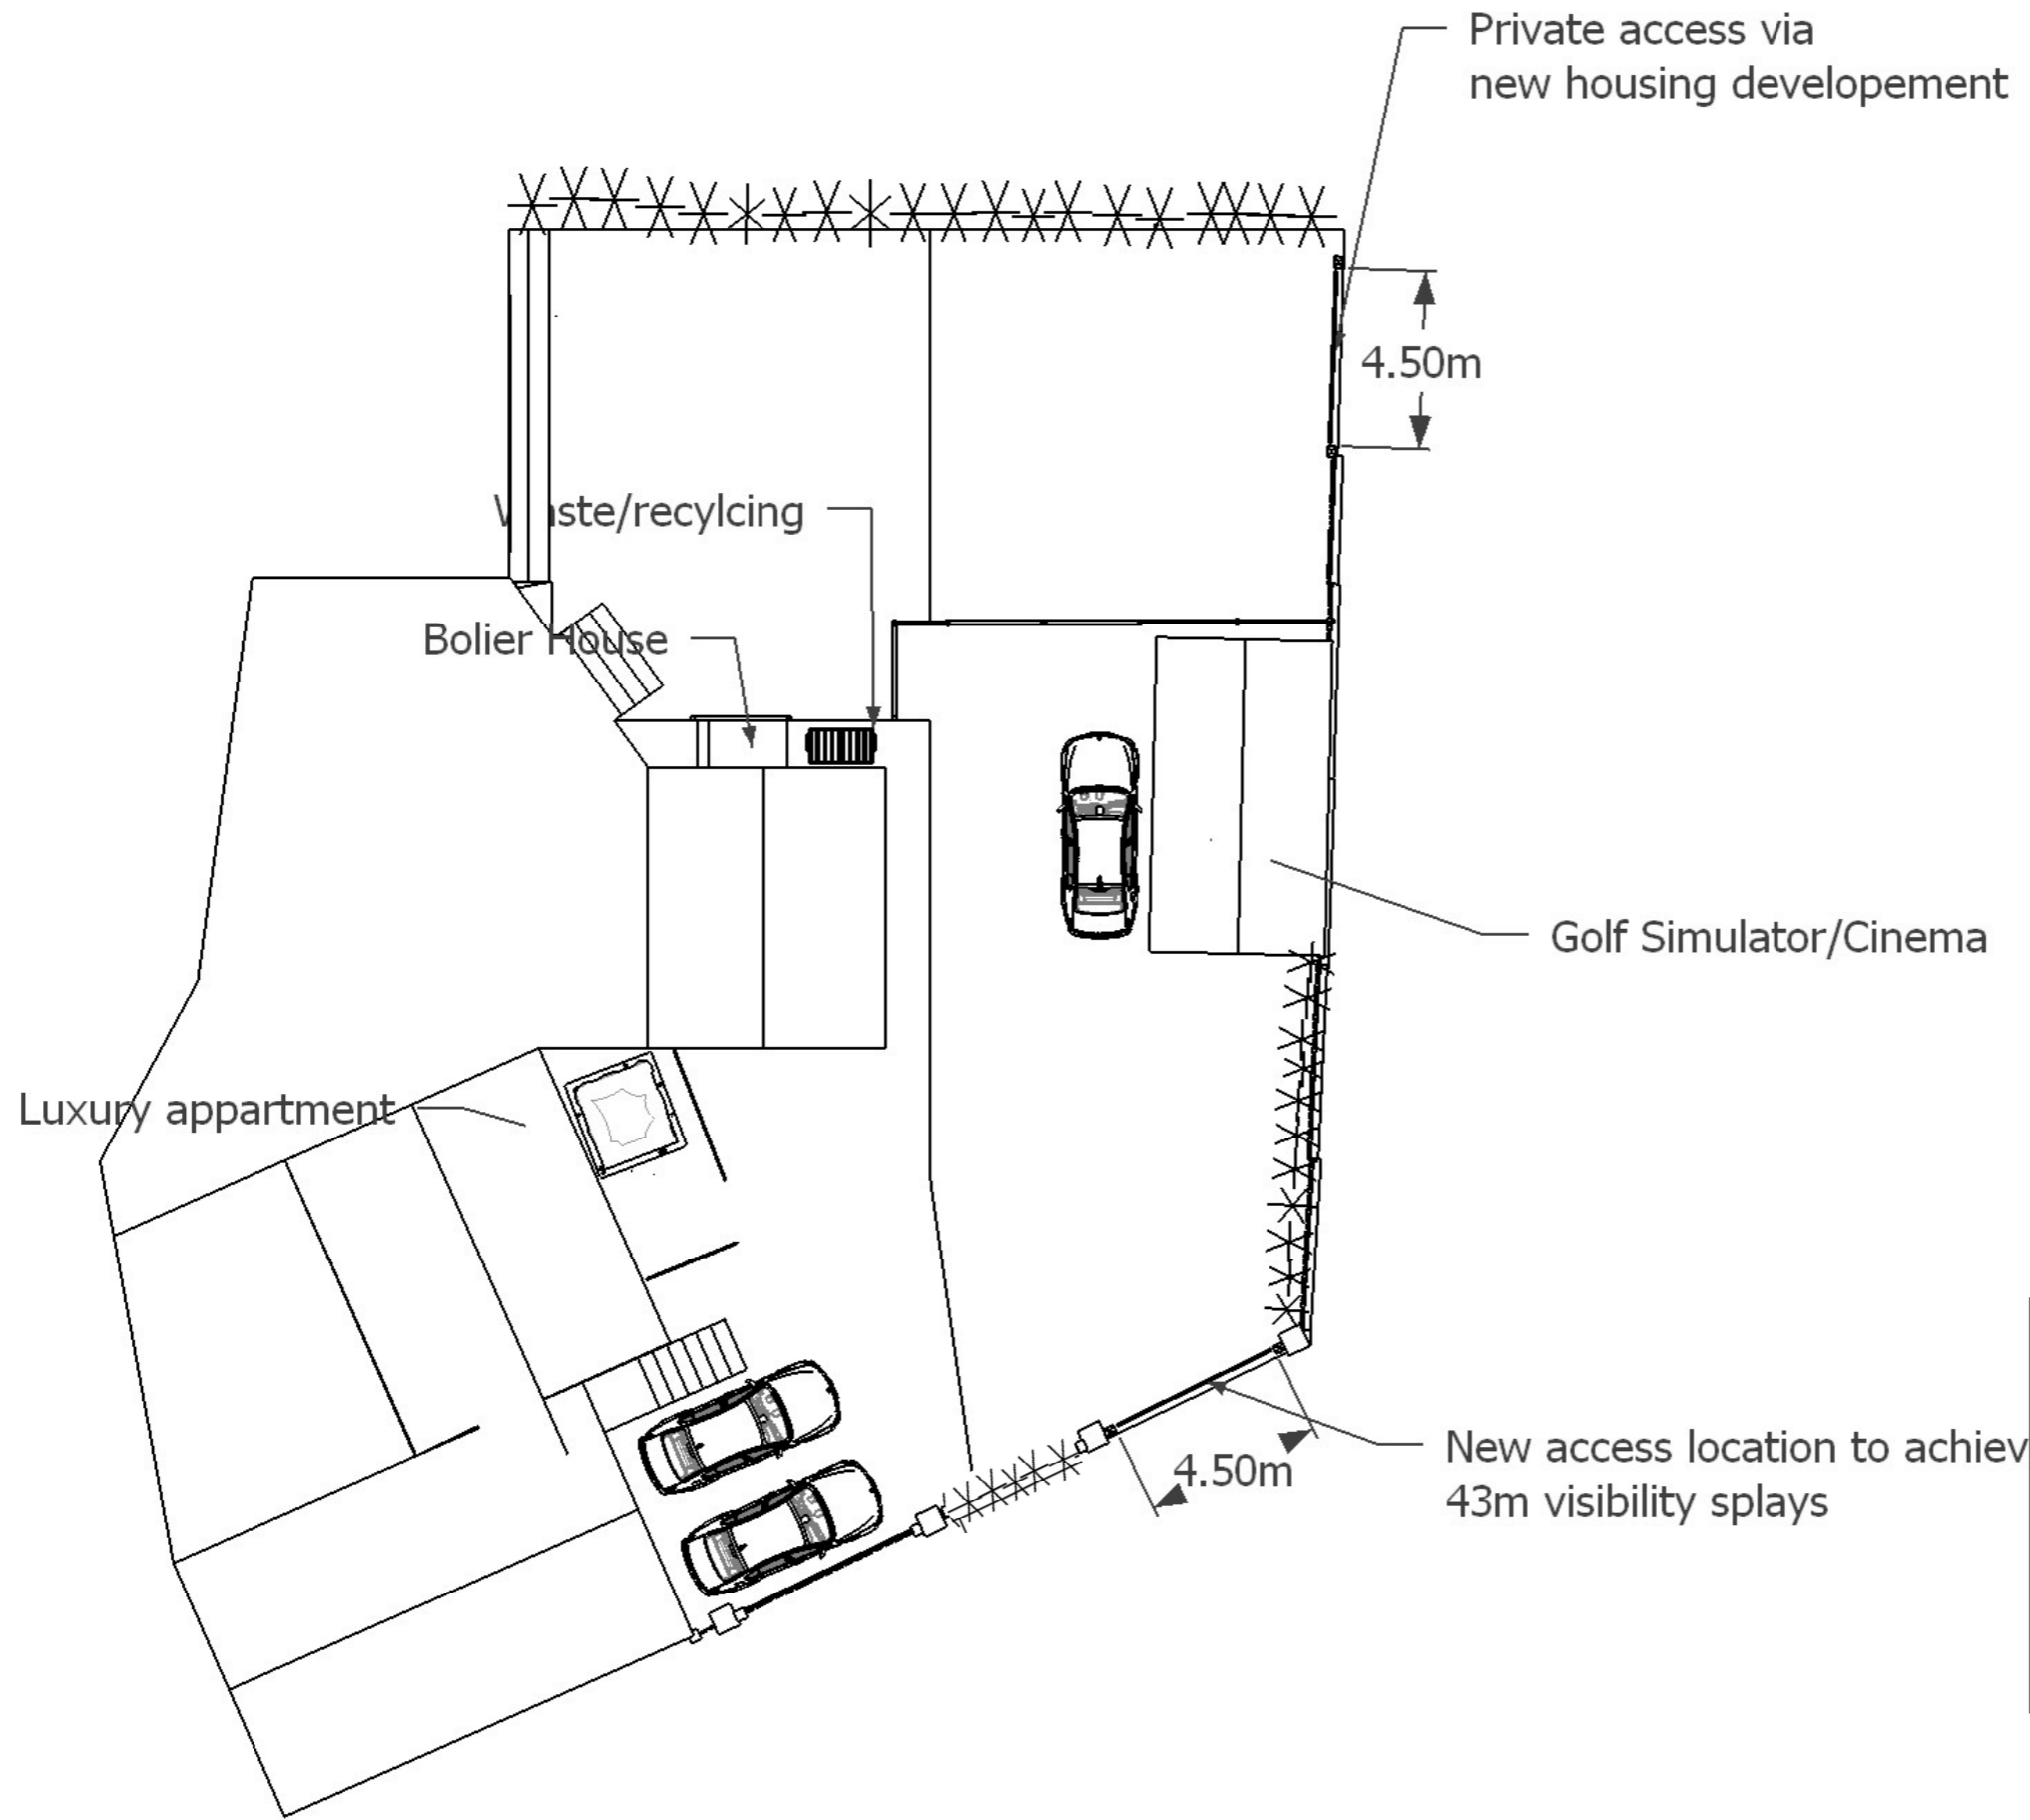 Private access via
new housing developement
4.50m
Waste/recylcing
Bolier House
Golf Simulator/Cinema
Luxury appartment
New access location to achiev
43m visibility splays
4.50m